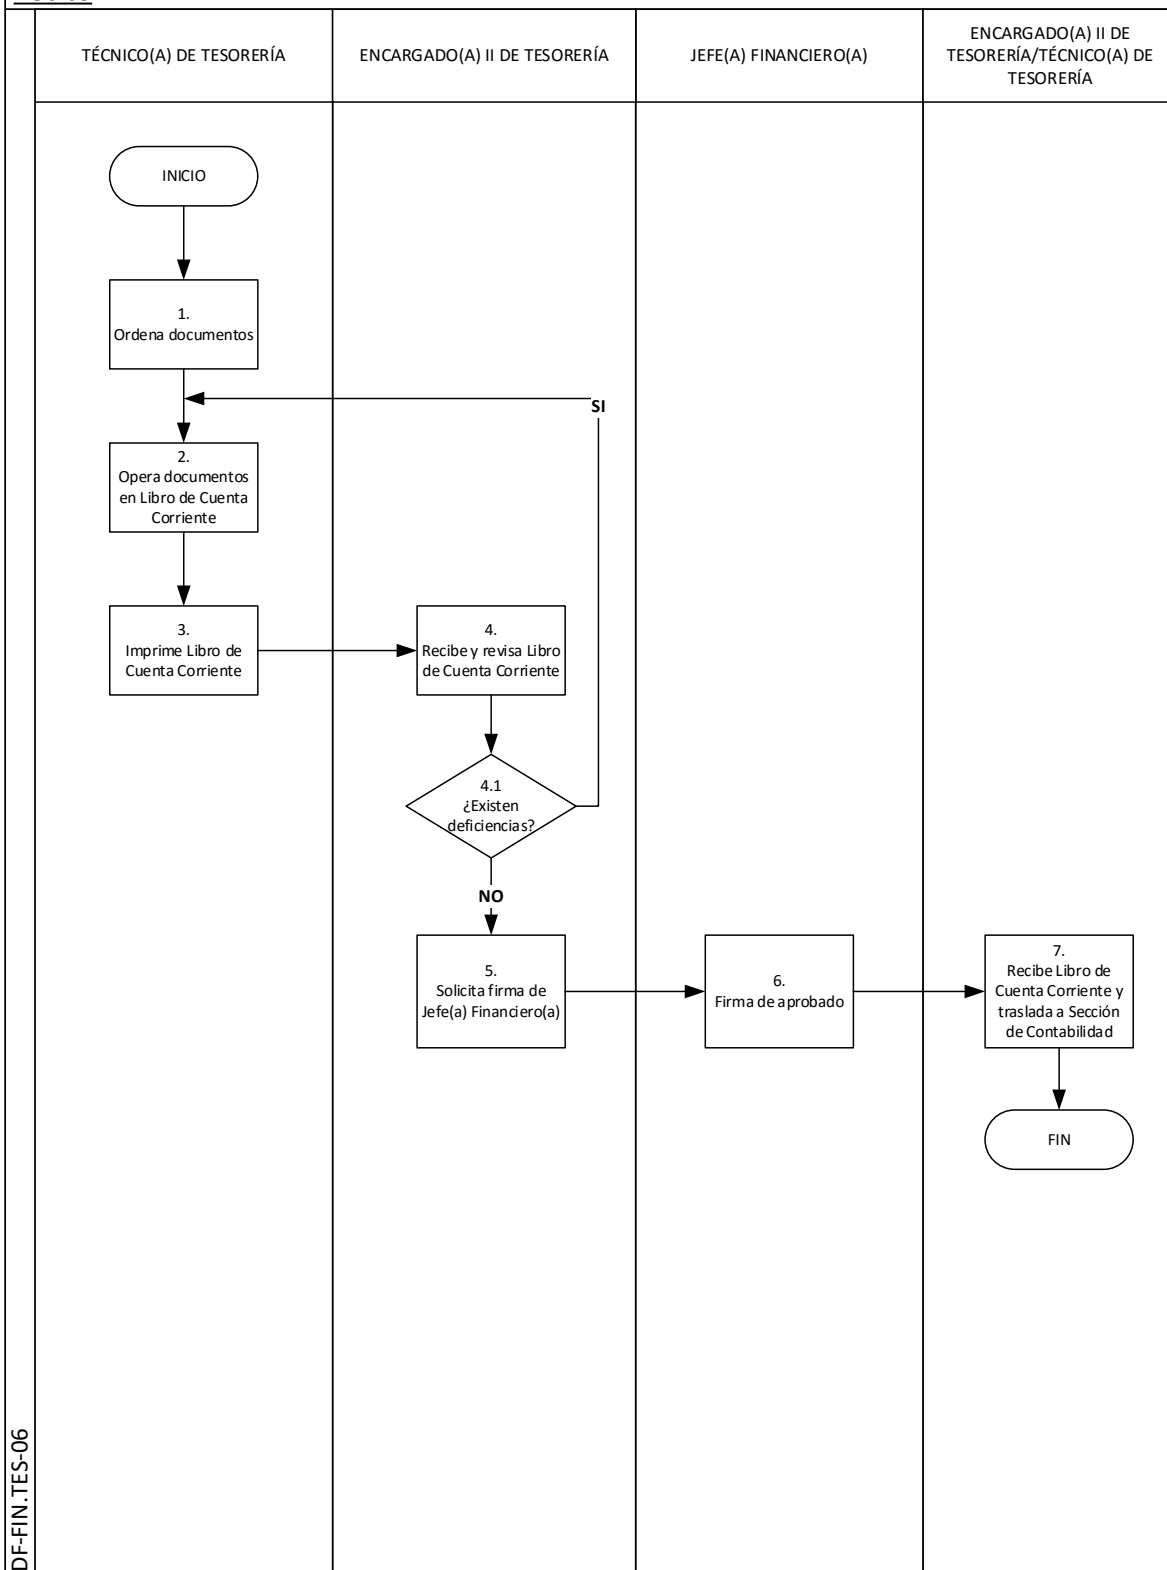 TÉCNICO(A) DE TESORERÍA
ENCARGADO(A) II DE TESORERÍA
JEFE(A) FINANCIERO(A)
ENCARGADO(A) II DE
TESORERÍA/TÉCNICO(A) DE
TESORERÍA
INICIO
1.
Ordena documentos
SI
2.
Opera documentos
en Libro de Cuenta
Corriente
3.
Imprime Libro de
Cuenta Corriente
4.
Recibe y revisa Libro
de Cuenta Corriente
4.1
¿Existen
deficiencias?
NO
5.
Solicita firma de
Jefe(a) Financiero(a)
6.
Firma de aprobado
7.
Recibe Libro de
Cuenta Corriente y
traslada a Sección
de Contabilidad
FIN
DF-FIN.TES-06